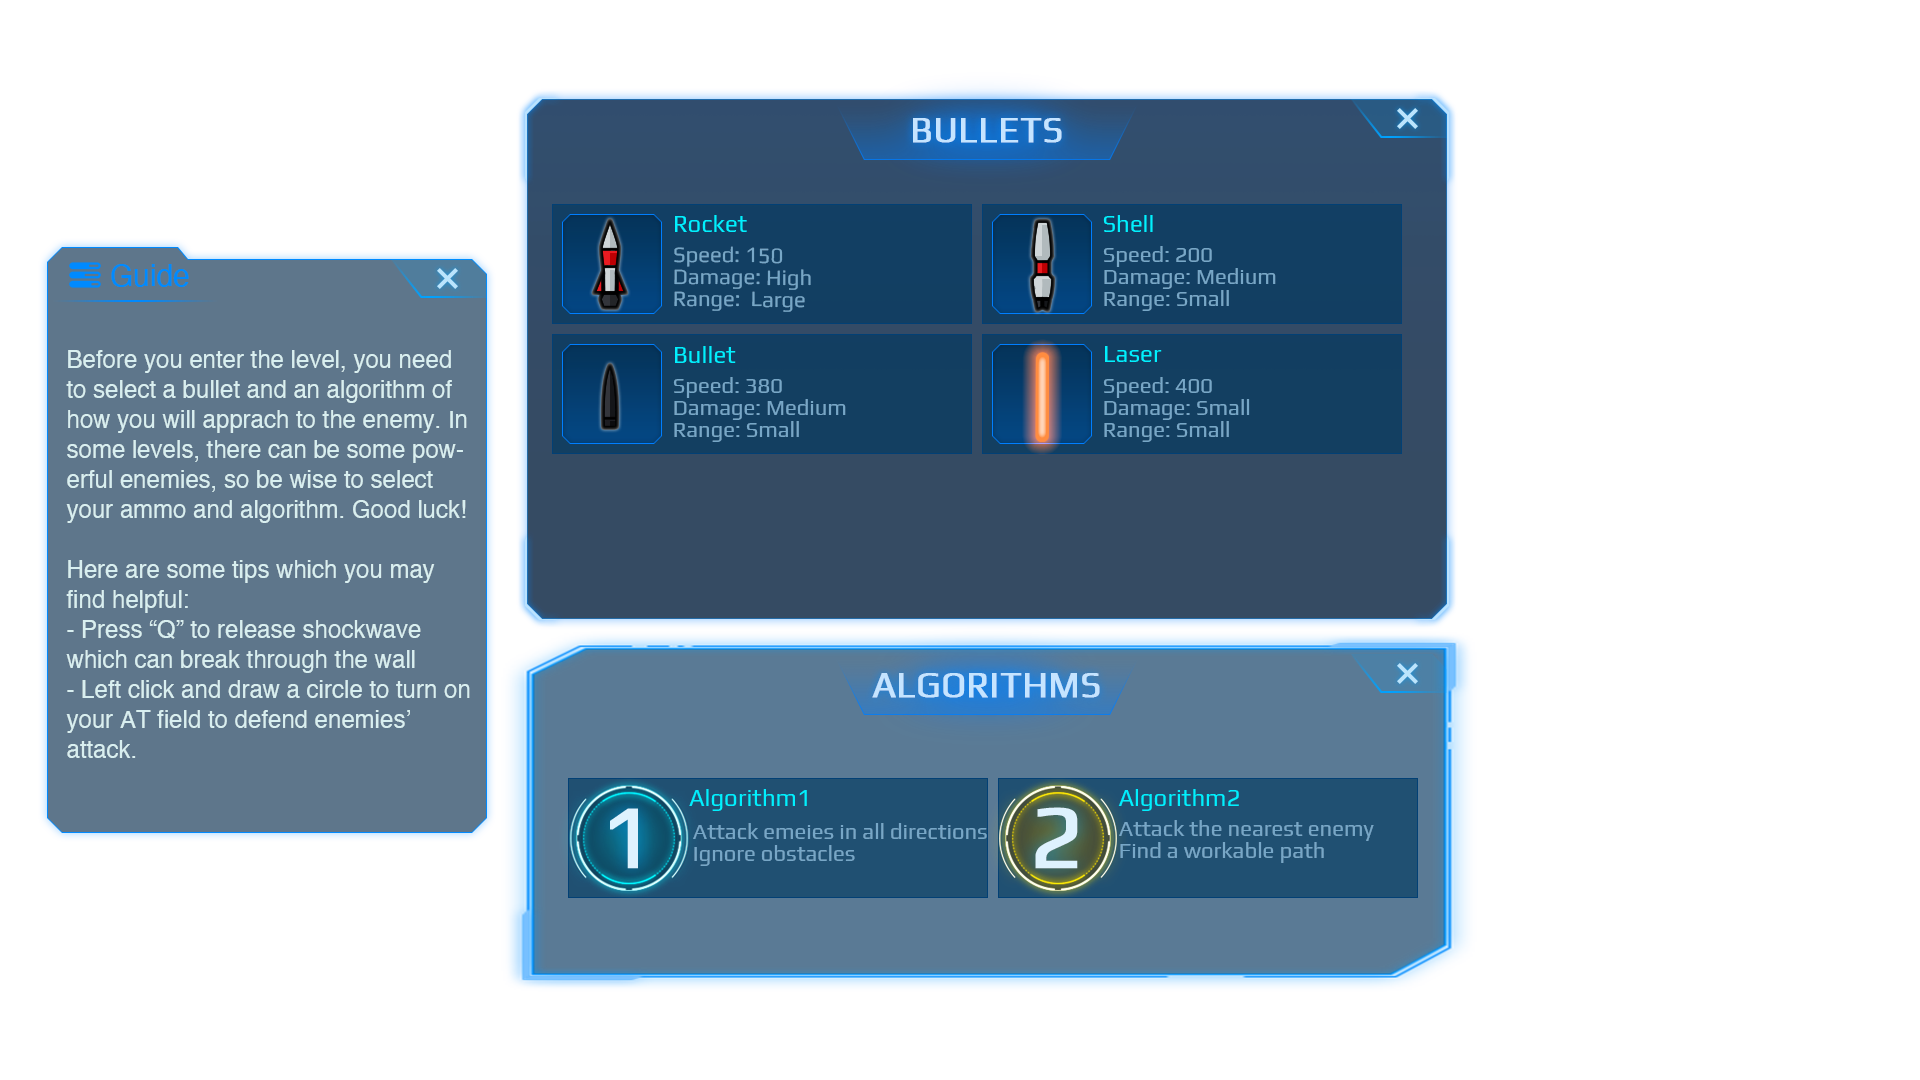 Guide
Before you enter the level, you need
to select a bullet and an algorithm of
how you will apprach to the enemy. In
some levels, there can be some pow-
erful enemies, so be wise to select
your ammo and algorithm. Good luck!
Here are some tips which you may
find helpful:
- Press “Q” to release shockwave
which can break through the wall
- Left click and draw a circle to turn on
your AT field to defend enemies’
attack.
BULLETS
Rocket
Speed: 150
Damage: High
Range: Large
Shell
Speed: 200
Damage: Medium
Range: Small
Bullet
Speed: 380
Damage: Medium
Range: Small
Laser
Speed: 400
Damage: Small
Range: Small
ALGORITHMS
1
Algorithm1
Attack emeies in all directions
Ignore obstacles
2
Algorithm2
Attack the nearest enemy
Find a workable path